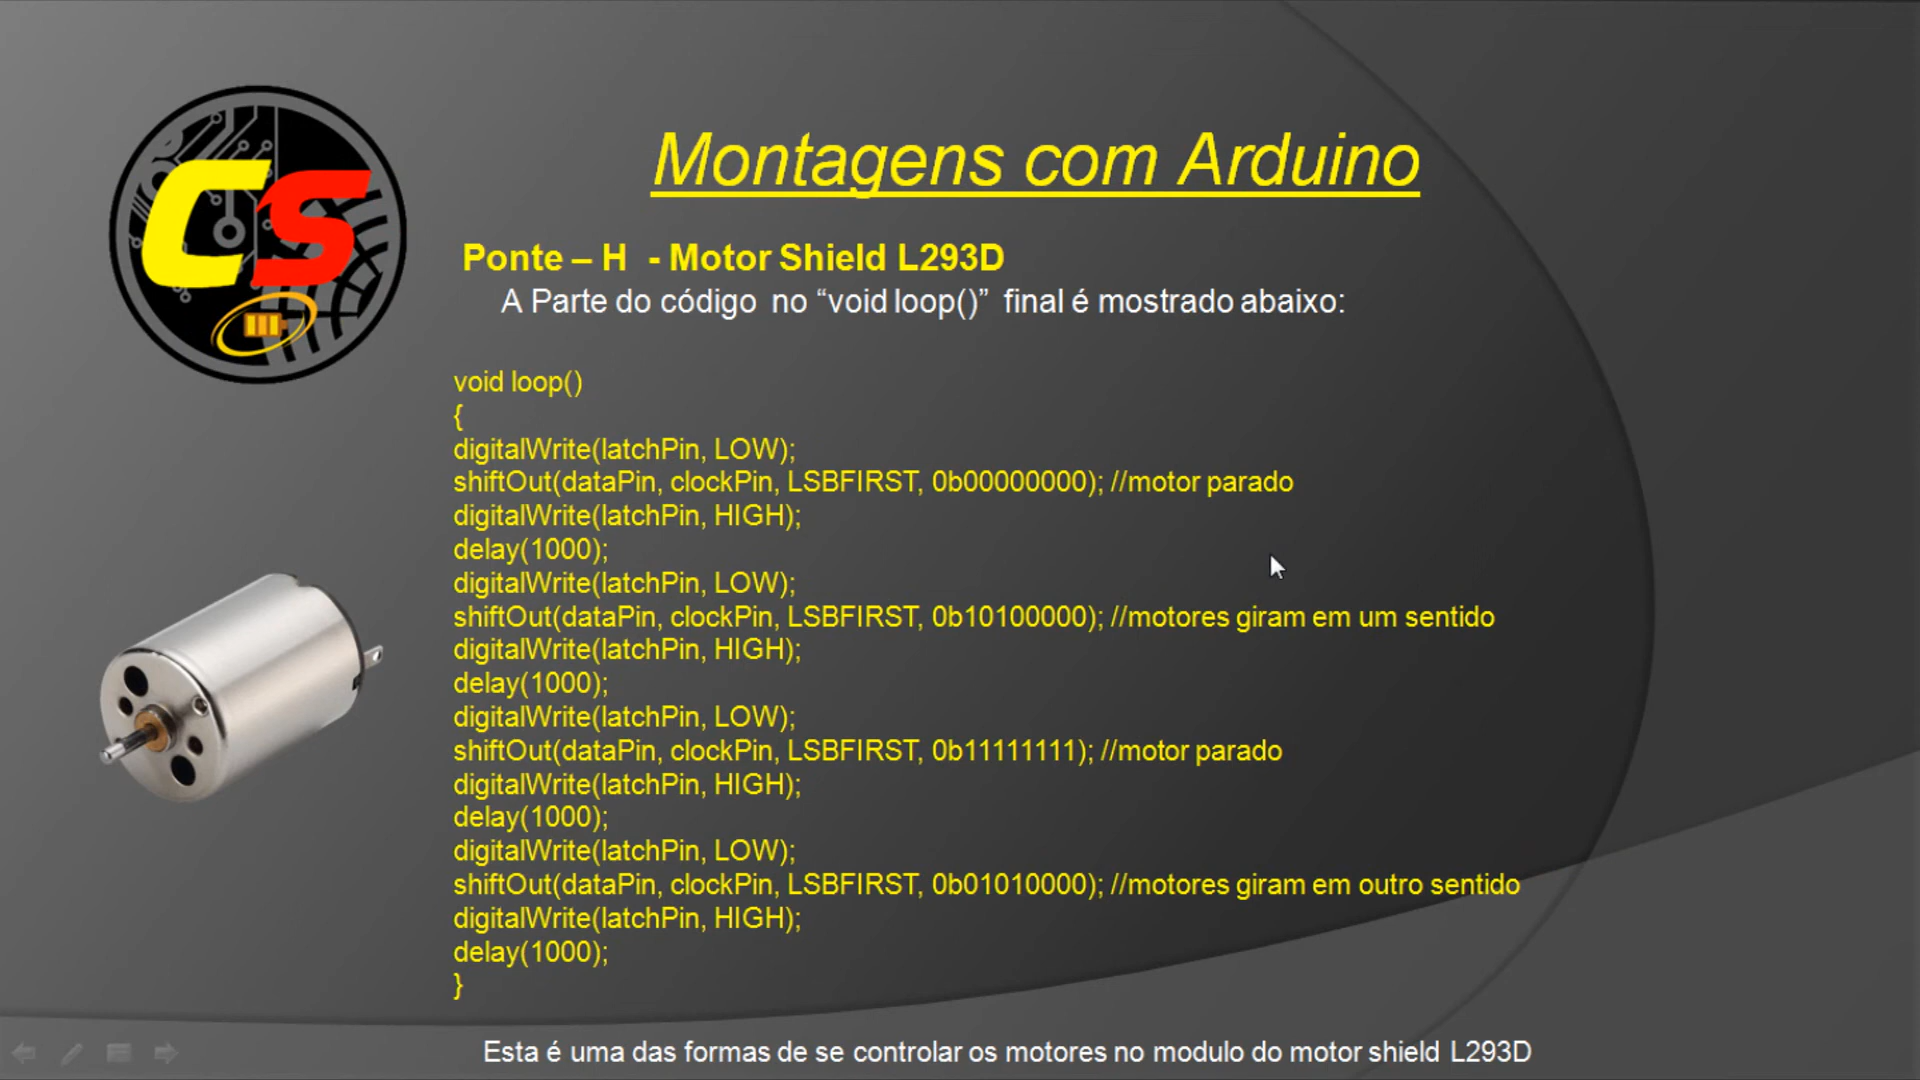 CS
Montagens com Arduino
Ponte – H - Motor Shield L293D
A Parte do código no “void loop()” final é mostrado abaixo:
void loop()
{
digitalWrite(latchPin, LOW);
shiftOut(dataPin, clockPin, LSBFIRST, 0b00000000); //motor parado
digitalWrite(latchPin, HIGH);
delay(1000);
digitalWrite(latchPin, LOW);
shiftOut(dataPin, clockPin, LSBFIRST, 0b10100000); //motores giram em um sentido
digitalWrite(latchPin, HIGH);
delay(1000);
digitalWrite(latchPin, LOW);
shiftOut(dataPin, clockPin, LSBFIRST, 0b11111111); //motor parado
digitalWrite(latchPin, HIGH);
delay(1000);
digitalWrite(latchPin, LOW);
shiftOut(dataPin, clockPin, LSBFIRST, 0b01010000); //motores giram em outro sentido
digitalWrite(latchPin, HIGH);
delay(1000);
}
Esta é uma das formas de se controlar os motores no modulo do motor shield L293D